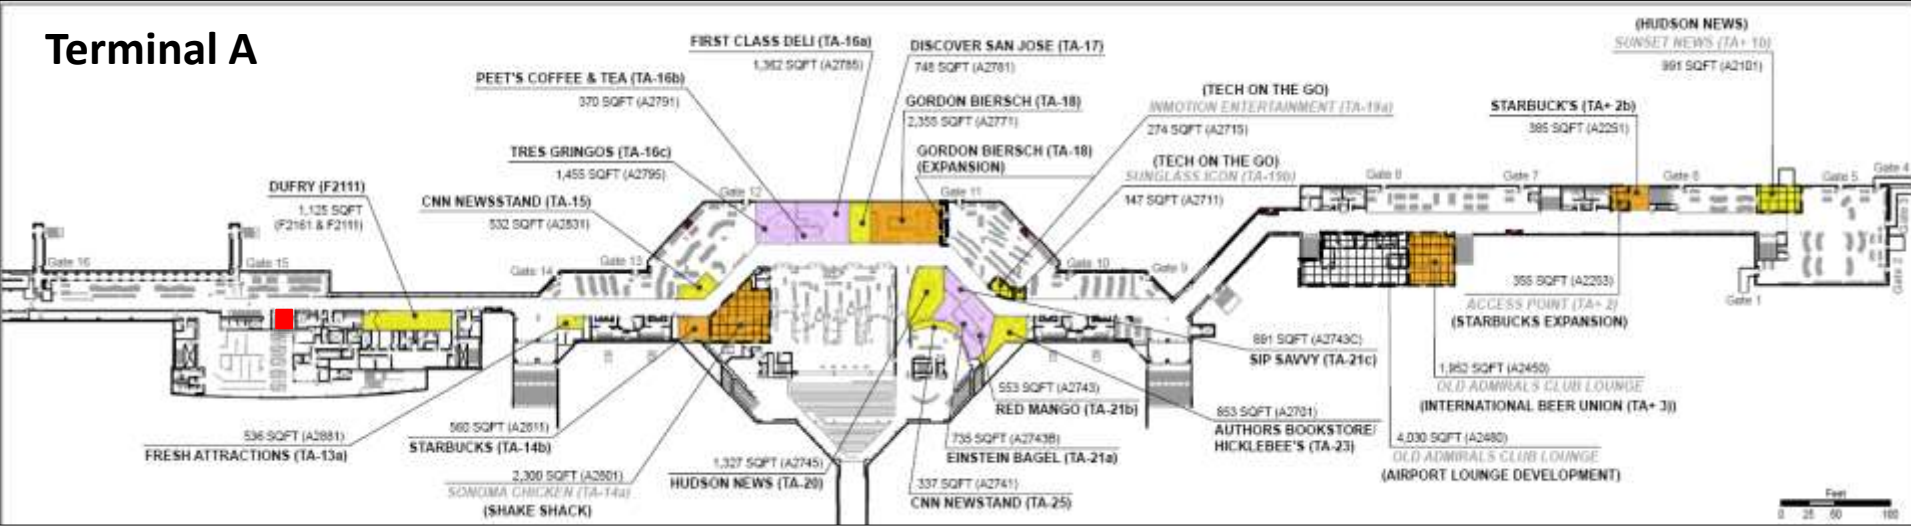 Terminal A
FIRST CLASS DELI (TA-16a)
1,362 SQFT (A2785)
DISCOVER SAN JOSE (TA-17)
748 SQFT (A2781)
(HUDSON NEWS)
SUNSET NEWS (TA+ 1b)
991 SQFT (A2101)
PEET'S COFFEE & TEA (TA-16b)
370 SQFT (A2791)
GORDON BIERSCH (TA-18)
2,355 SQFT (A2771)
(TECH ON THE GO)
INMOTION ENTERTAINMENT (TA-19a)
274 SQFT (A2715)
STARBUCK'S (TA+ 2b)
385 SQFT (A2251)
TRES GRINGOS (TA-16c)
1,455 SQFT (A2795)
GORDON BIERSCH (TA-18)
(EXPANSION)
(TECH ON THE GO)
SUNGLASS ICON (TA-19b)
147 SQFT (A2711)
DUFRY (F2111)
1,125 SQFT
(F2161 & F2111)
CNN NEWSSTAND (TA-15)
532 SQFT (A2831)
Gate 12
Gate 11
Gate 8
Gate 7
Gate 6
Gate 5
Gate 4
Gate 3
Gate 16
Gate 15
Gate 14
Gate 13
Gate 10
Gate 9
Gate 2
Gate 1
355 SQFT (A2253)
ACCESS POINT (TA+ 2)
(STARBUCKS EXPANSION)
891 SQFT (A2743C)
SIP SAVVY (TA-21c)
1,952 SQFT (A2450)
OLD ADMIRALS CLUB LOUNGE
(INTERNATIONAL BEER UNION (TA+ 3))
553 SQFT (A2743)
RED MANGO (TA-21b)
853 SQFT (A2701)
AUTHORS BOOKSTORE/
HICKLEBEE'S (TA-23)
536 SQFT (A2881)
FRESH ATTRACTIONS (TA-13a)
560 SQFT (A2811)
STARBUCKS (TA-14b)
735 SQFT (A2743B)
EINSTEIN BAGEL (TA-21a)
4,030 SQFT (A2460)
OLD ADMIRALS CLUB LOUNGE
(AIRPORT LOUNGE DEVELOPMENT)
2,300 SQFT (A2801)
SONOMA CHICKEN (TA-14a)
(SHAKE SHACK)
1,327 SQFT (A2745)
HUDSON NEWS (TA-20)
337 SQFT (A2741)
CNN NEWSTAND (TA-25)
Feet
0 25 50 100